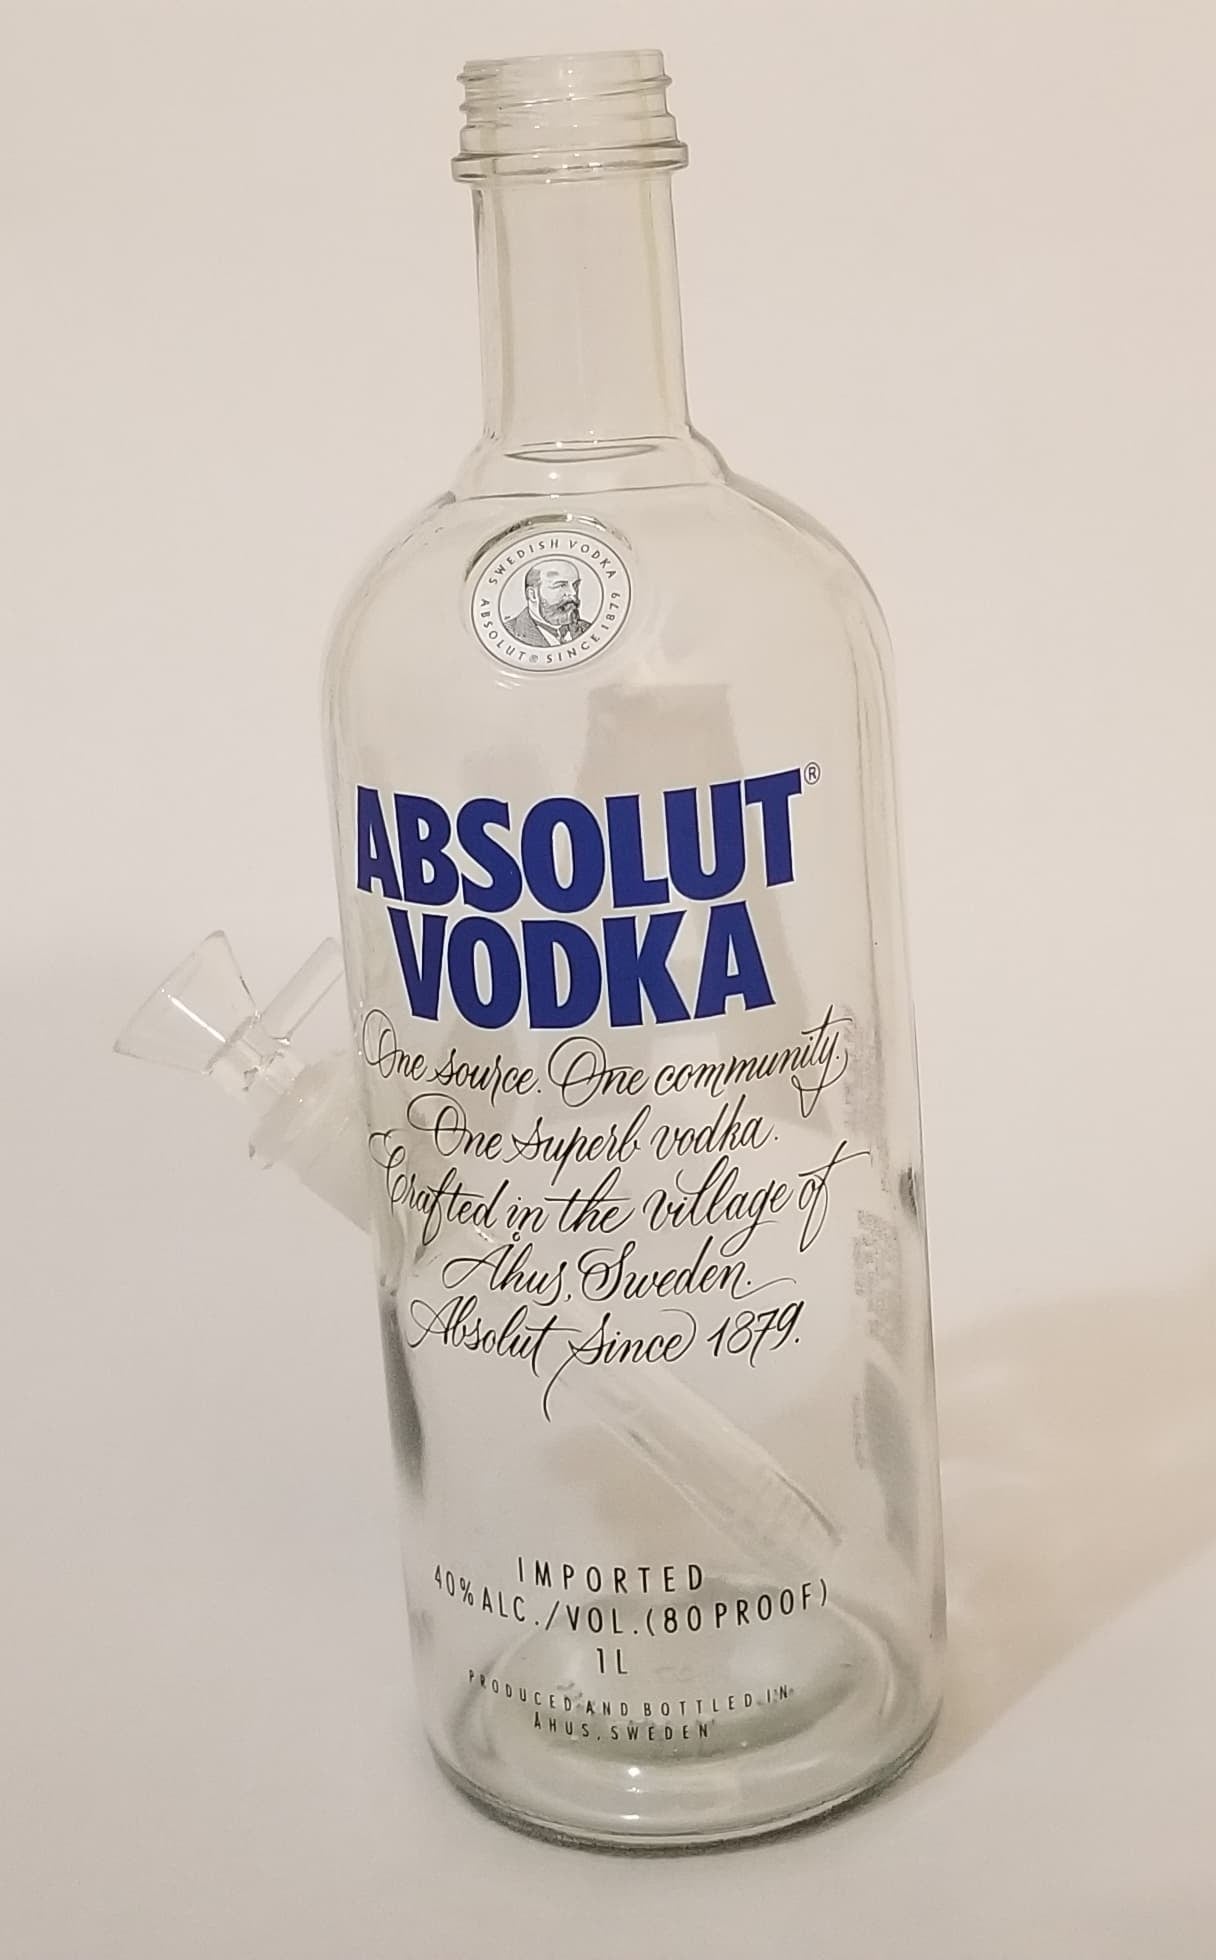 SWEDISH VODKA
ABSOLUT® SINCE 1879
ABSOLUT®
VODKA
One source. One community.
One superb vodka.
Crafted in the village of
Åhus, Sweden.
Absolut Since 1879.
IMPORTED
40% ALC./VOL. (80 PROOF)
1L
PRODUCED AND BOTTLED IN
ÅHUS, SWEDEN